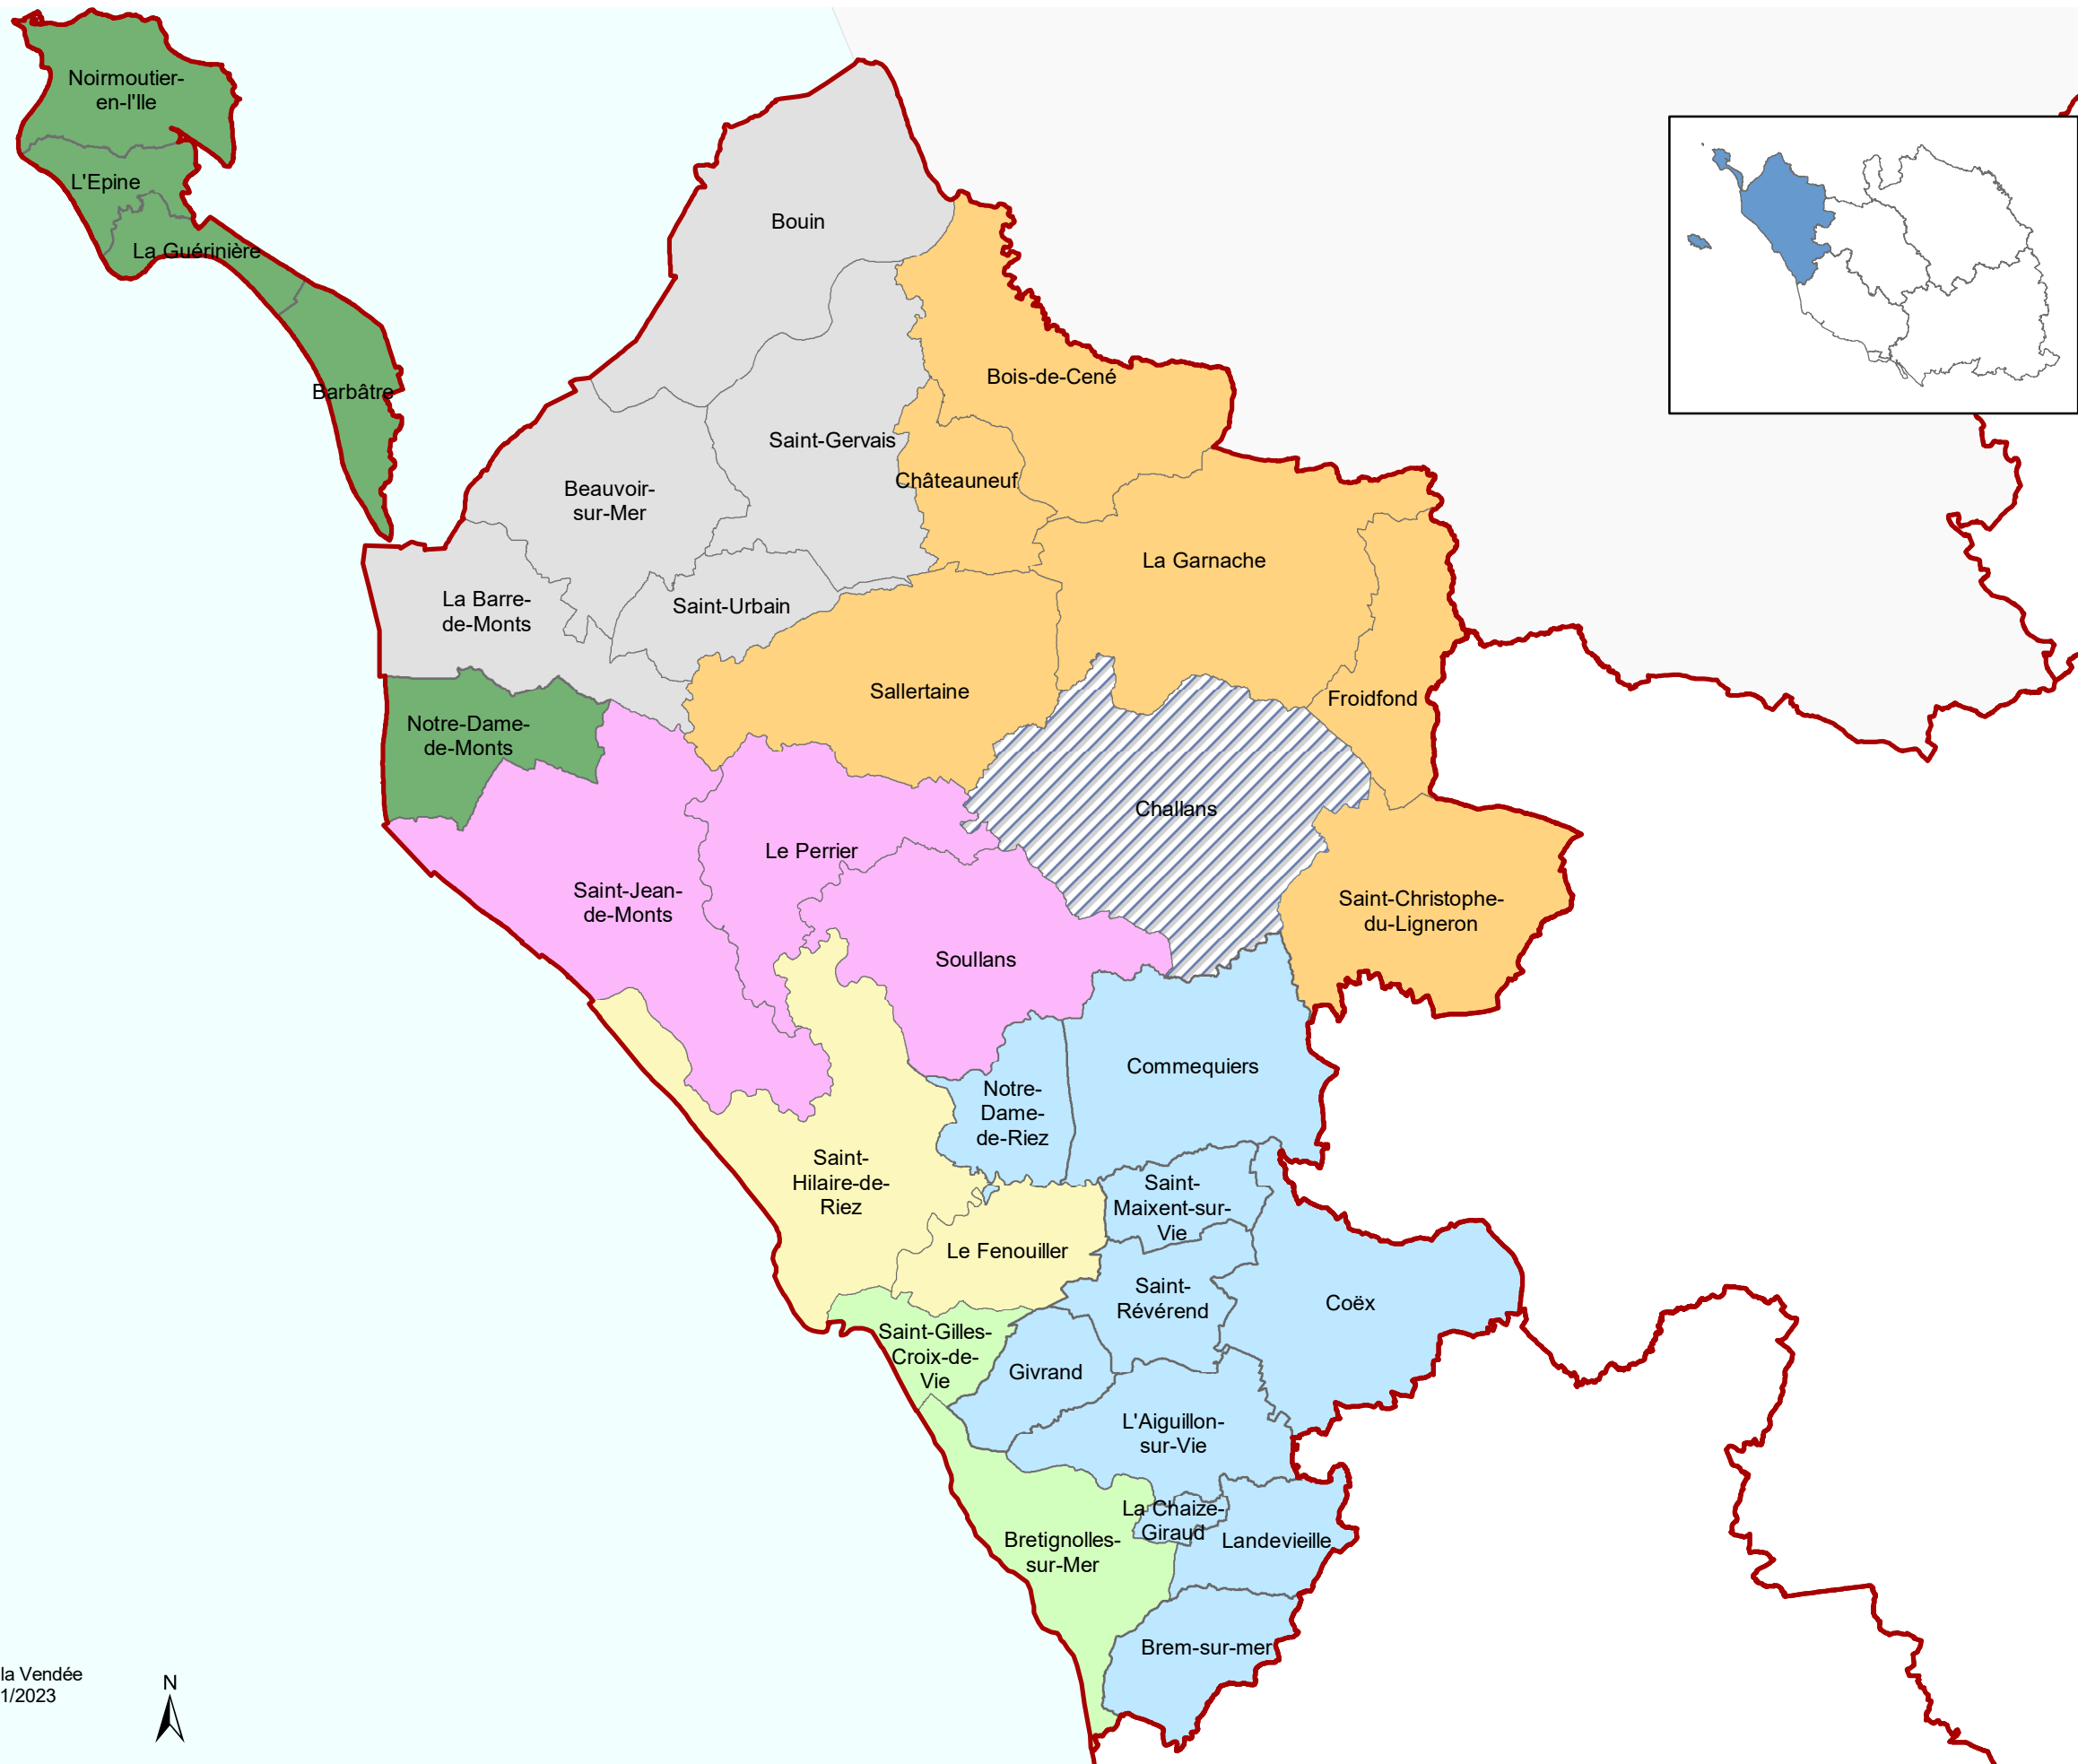 Noirmoutier-
en-l'Ile
L'Epine
La Guérinière
Barbâtre
Bouin
Bois-de-Cené
Saint-Gervais
Châteauneuf
Beauvoir-
sur-Mer
La Garnache
La Barre-
de-Monts
Saint-Urbain
Sallertaine
Froidfond
Notre-Dame-
de-Monts
Challans
Le Perrier
Saint-Jean-
de-Monts
Saint-Christophe-
du-Ligneron
Soullans
Commequiers
Notre-
Dame-
de-Riez
Saint-
Hilaire-de-
Riez
Saint-
Maixent-sur-
Vie
Le Fenouiller
Saint-
Révérend
Coëx
Saint-Gilles-
Croix-de-
Vie
Givrand
L'Aiguillon-
sur-Vie
La Chaize-
Giraud
Landevieille
Bretignolles-
sur-Mer
Brem-sur-mer
la Vendée
1/2023
N